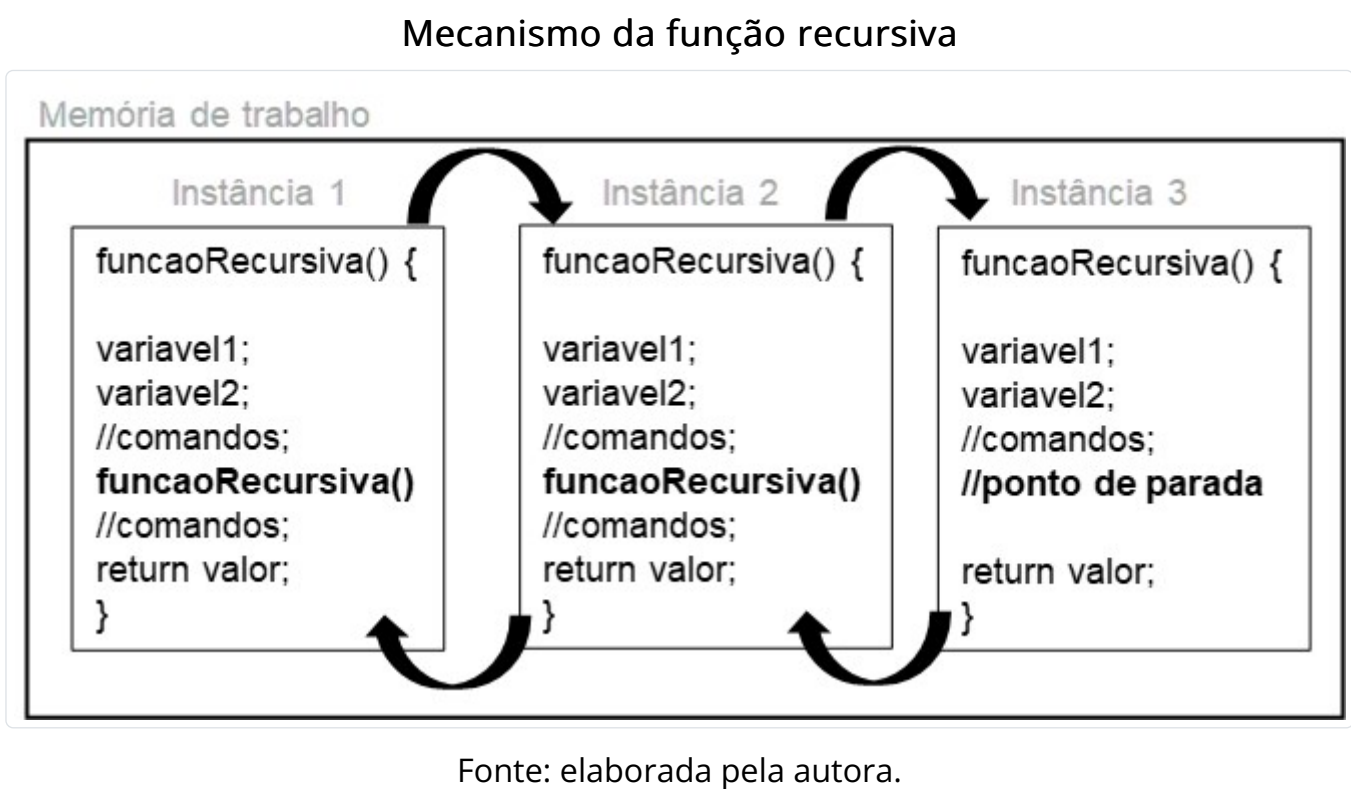 Mecanismo da função recursiva
Memória de trabalho
Instância 1
funcaoRecursiva() {
variavel1;
variavel2;
//comandos;
funcaoRecursiva()
//comandos;
return valor;
}
Instância 2
funcaoRecursiva() {
variavel1;
variavel2;
//comandos;
funcaoRecursiva()
//comandos;
return valor;
}
Instância 3
funcaoRecursiva() {
variavel1;
variavel2;
//comandos;
//ponto de parada
return valor;
}
Fonte: elaborada pela autora.